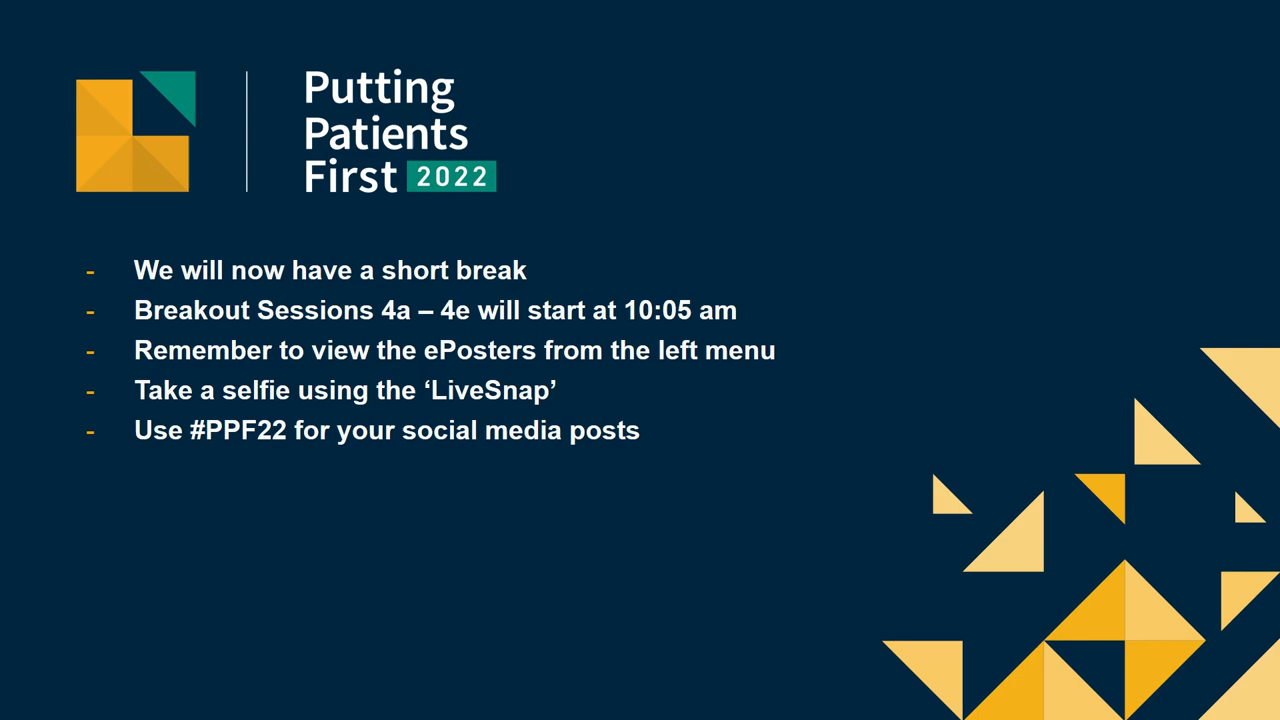 Putting
Patients
First 2022
- We will now have a short break
- Breakout Sessions 4a – 4e will start at 10:05 am
- Remember to view the ePosters from the left menu
- Take a selfie using the ‘LiveSnap’
- Use #PPF22 for your social media posts